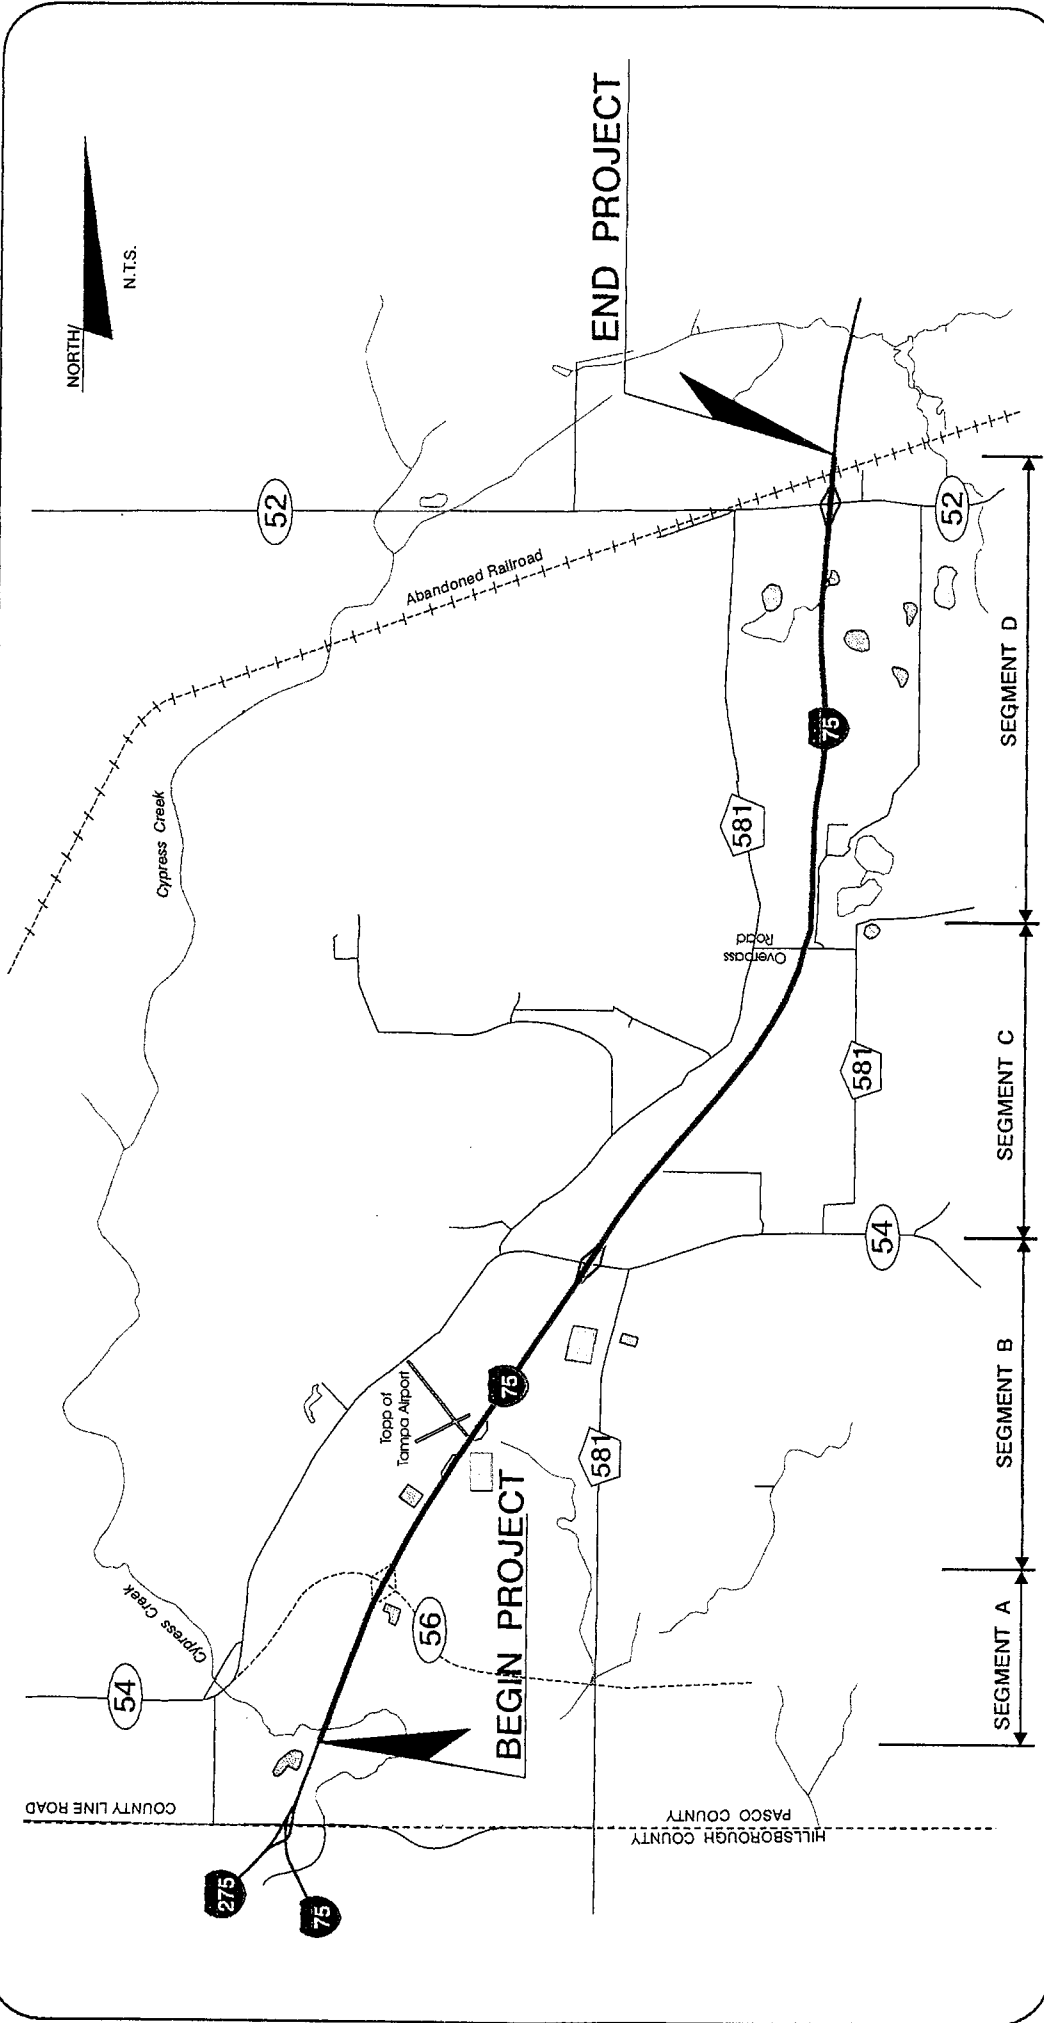 NORTH
N.T.S.
END PROJECT
52
Abandoned Railroad
52
SEGMENT D
75
581
Cypress Creek
Overpass
Road
581
SEGMENT C
54
75
Topp of
Tampa Airport
SEGMENT B
581
BEGIN PROJECT
Cypress Creek
56
54
SEGMENT A
COUNTY LINE ROAD
PASCO COUNTY
HILLSBOROUGH COUNTY
275
75